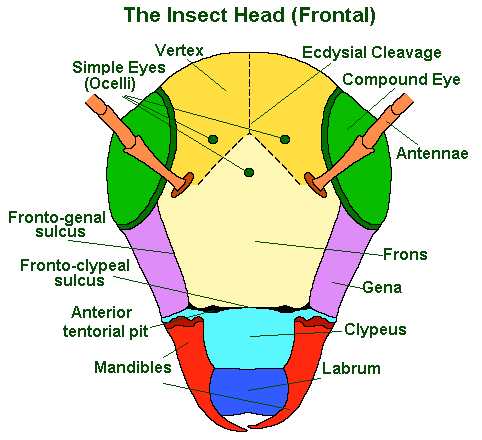 The Insect Head (Frontal)
Vertex
Ecdysial Cleavage
Simple Eyes
(Ocelli)
Compound Eye
Antennae
Fronto-genal
sulcus
Frons
Fronto-clypeal
sulcus
Gena
Anterior
tentorial pit
Clypeus
Mandibles
Labrum